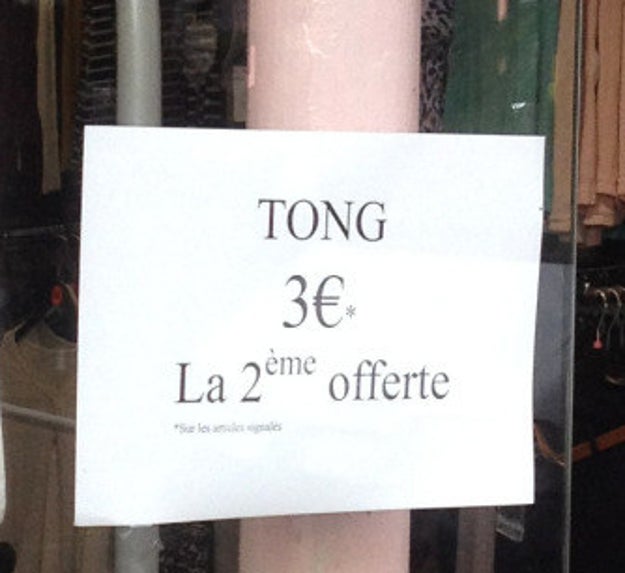 TONG
3€*
La 2ème offerte
*Sur les articles signalés